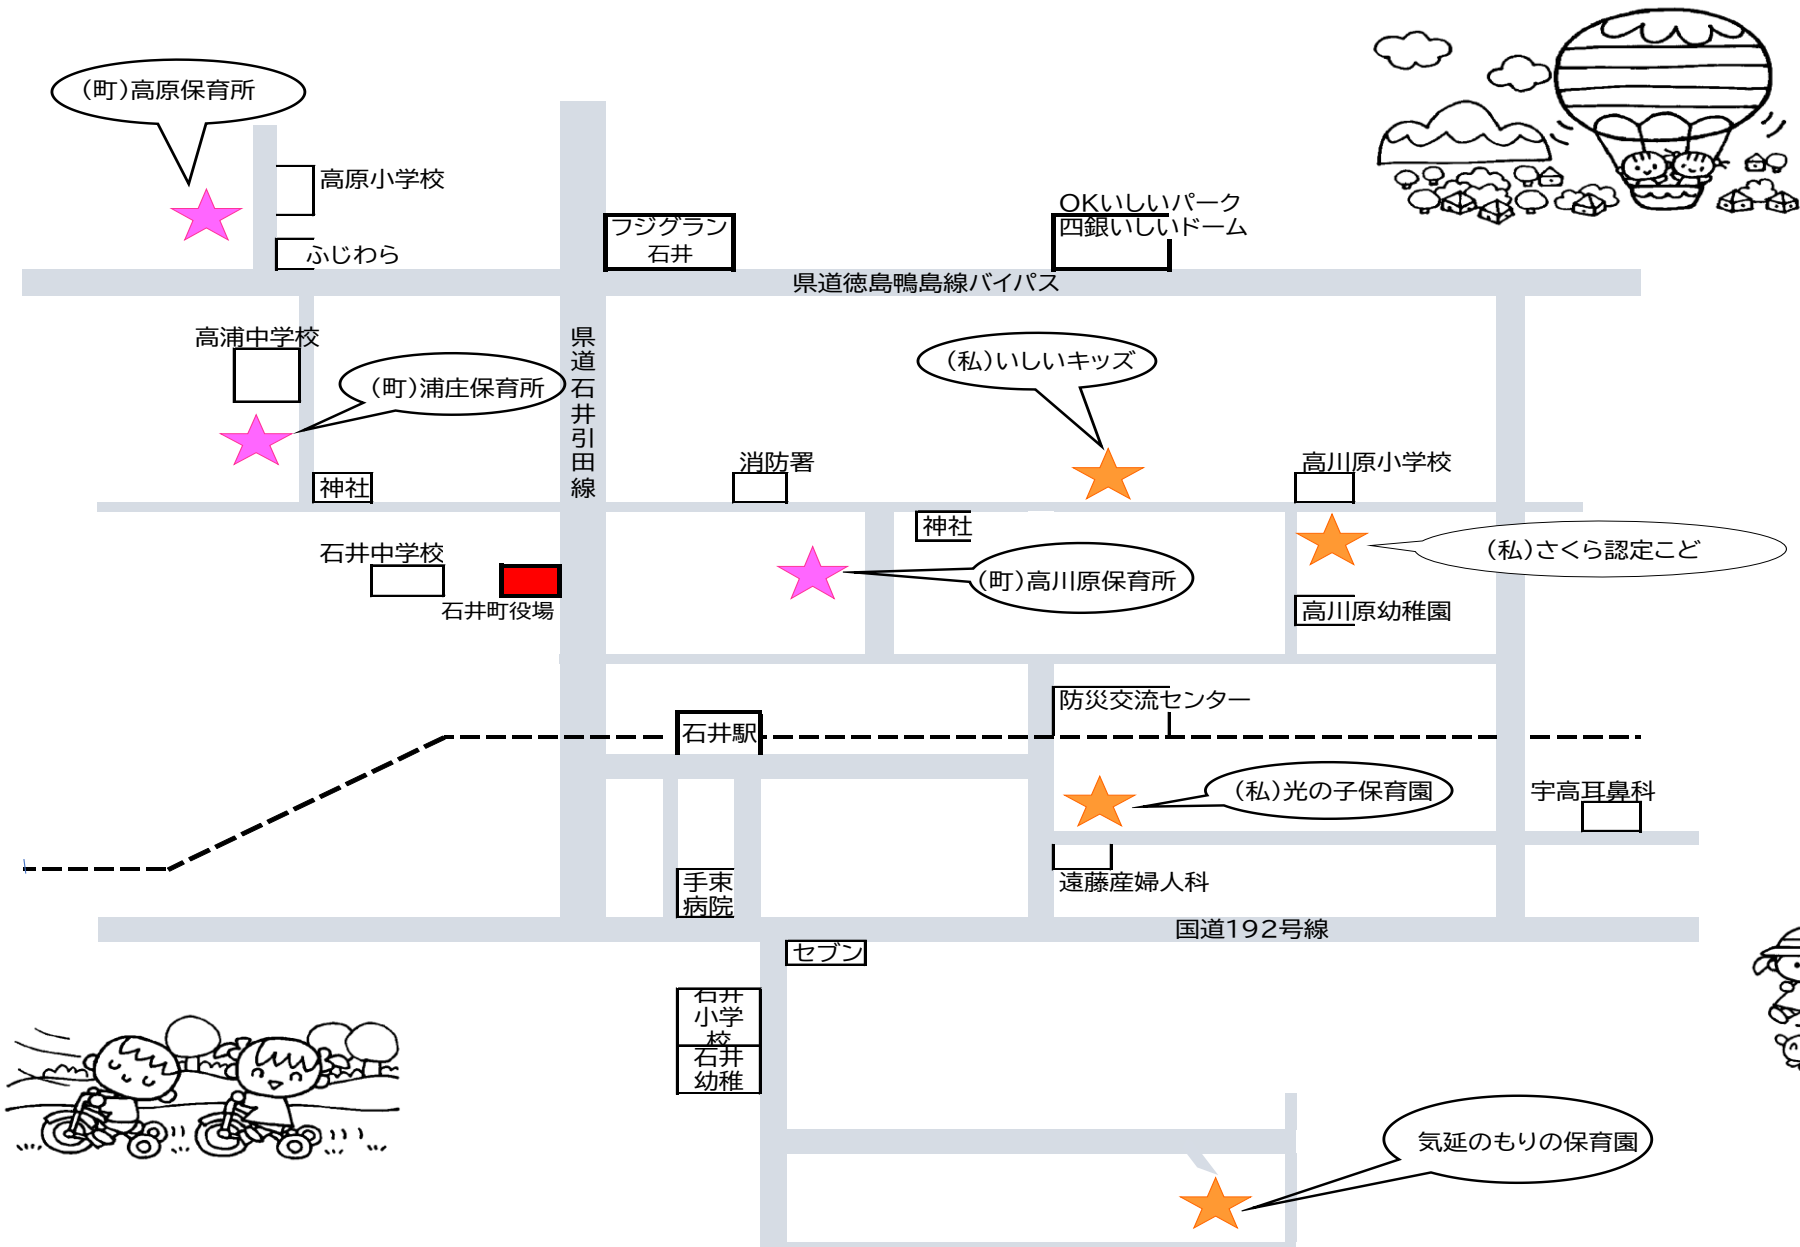 (町)高原保育所
高原小学校
ふじわら
フジグラン
石井
OKいしいパーク
四銀いしいドーム
県道徳島鴨島線バイパス
高浦中学校
(町)浦庄保育所
県道石井引田線
(私)いしいキッズ
消防署
高川原小学校
神社
神社
石井中学校
石井町役場
(町)高川原保育所
(私)さくら認定こど
高川原幼稚園
防災交流センター
石井駅
(私)光の子保育園
宇高耳鼻科
手束
病院
遠藤産婦人科
国道192号線
セブン
石井
小学
校
石井
幼稚
気延のもりの保育園